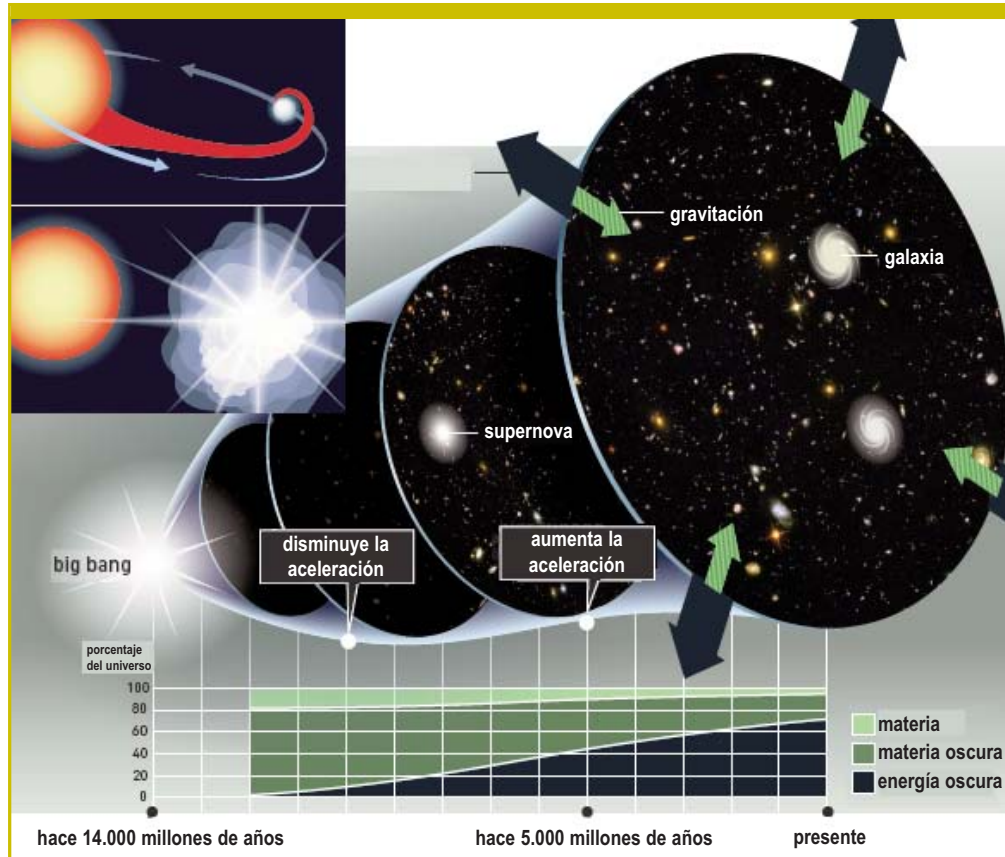 gravitación
galaxia
supernova
big bang
disminuye la
aceleración
aumenta la
aceleración
porcentaje
del universo
100
80
60
40
20
0
materia
materia oscura
energía oscura
hace 14.000 millones de años
hace 5.000 millones de años
presente